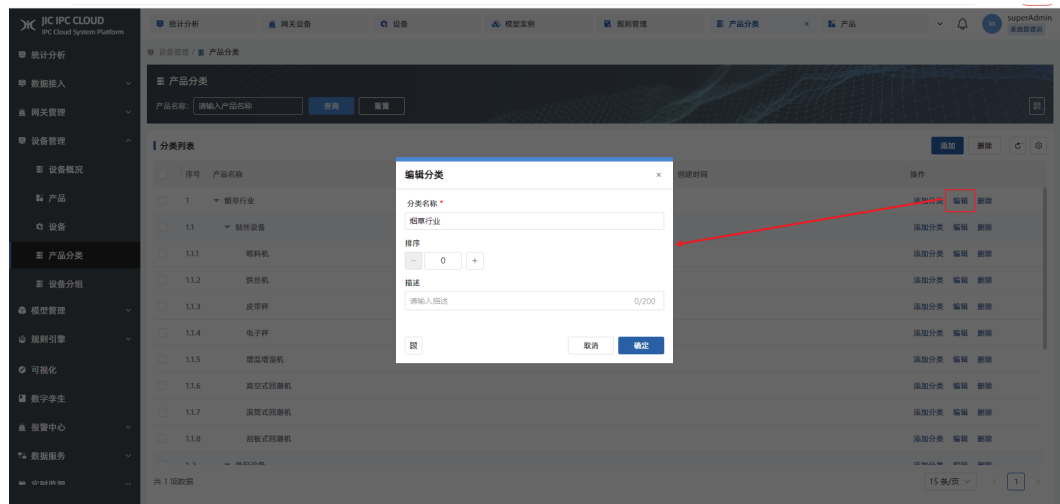 JIC IPC CLOUD
IPC Cloud System Platform
统计分析
网关设备
设备
模型实例
规则管理
产品分类
产品
superAdmin
系统管理员
统计分析
数据接入
网关管理
设备管理
设备概况
产品
设备
产品分类
设备分组
模型管理
规则引擎
可视化
数字孪生
报警中心
数据服务
设备管理 / 产品分类
产品分类
产品名称: 请输入产品名称 查询 重置
分类列表 添加 删除
序号 产品名称 创建时间 操作
1 烟草行业 添加分类 编辑 删除
1.1 制丝设备 添加分类 编辑 删除
1.1.1 喂料机 添加分类 编辑 删除
1.1.2 烘丝机 添加分类 编辑 删除
1.1.3 皮带秤 添加分类 编辑 删除
1.1.4 电子秤 添加分类 编辑 删除
1.1.5 增温增湿机 添加分类 编辑 删除
1.1.6 真空式回潮机 添加分类 编辑 删除
1.1.7 滚筒式回潮机 添加分类 编辑 删除
1.1.8 刮板式回潮机 添加分类 编辑 删除
共 1 项数据 15 条/页 1
编辑分类 ×
分类名称 *
烟草行业
排序
− 0 +
描述
请输入描述 0/200
取消 确定